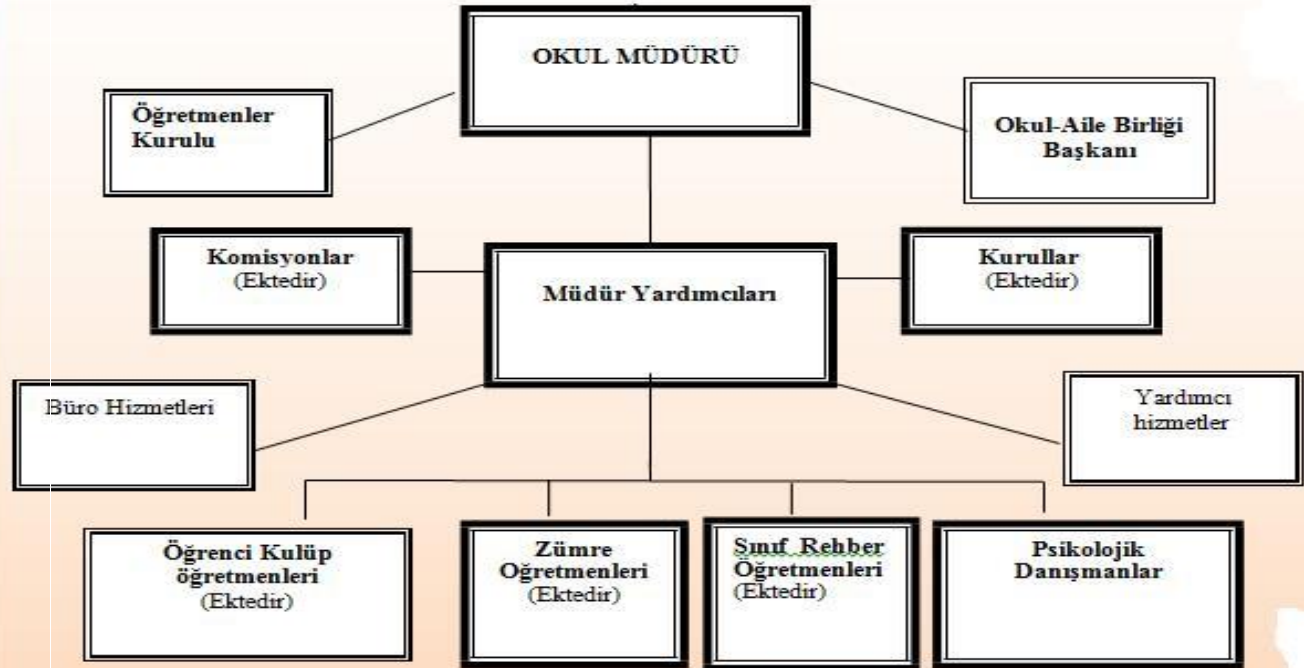 OKUL MÜDÜRÜ
Öğretmenler
Kurulu
Okul-Aile Birliği
Başkanı
Komisyonlar
(Ektedir)
Müdür Yardımcıları
Kurullar
(Ektedir)
Büro Hizmetleri
Yardımcı
hizmetler
Öğrenci Kulüp
öğretmenleri
(Ektedir)
Zümre
Oğretmenleri
(Ektedir)
Sınıf Rehber
Öğretmenleri
(Ektedir)
Psikolojik
Danışmanlar